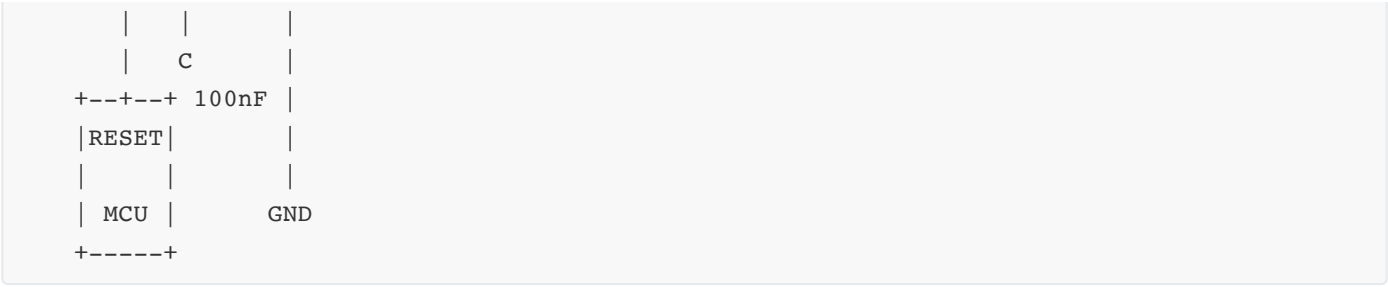 |   |      |
|   C      |
+--+--+ 100nF |
|RESET|      |
|     |      |
| MCU |     GND
+-----+